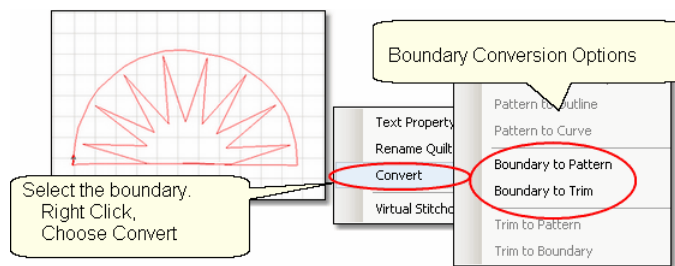 Boundary Conversion Options
Pattern to Outline
Pattern to Curve
Boundary to Pattern
Boundary to Trim
Trim to Pattern
Trim to Boundary
Text Property
Rename Quilt
Convert
Virtual Stitch
Select the boundary.
Right Click,
Choose Convert